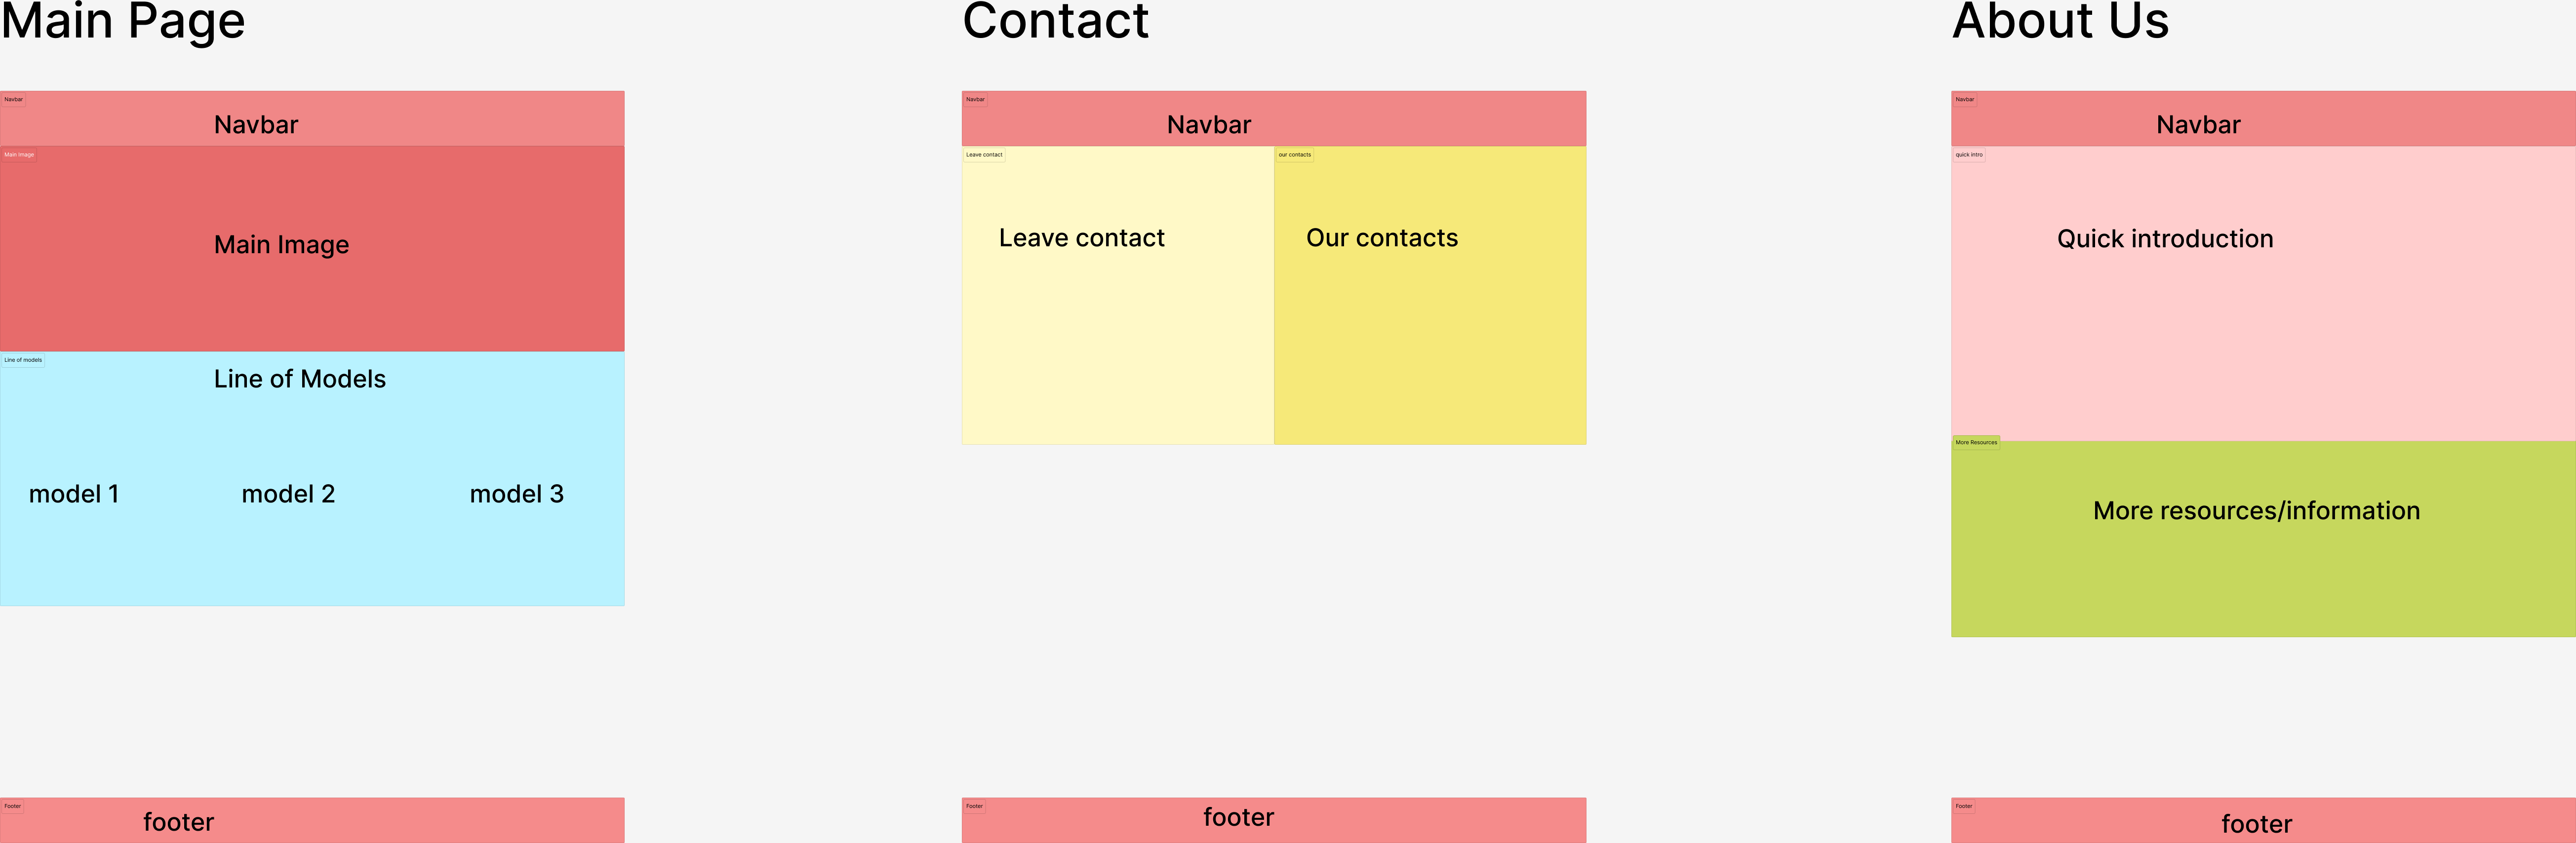 Main Page
Navbar
Navbar
Main Image
Main Image
Line of models
Line of Models
model 1
model 2
model 3
Footer
footer
Contact
Navbar
Navbar
Leave contact
Leave contact
our contacts
Our contacts
Footer
footer
About Us
Navbar
Navbar
quick intro
Quick introduction
More Resources
More resources/information
Footer
footer